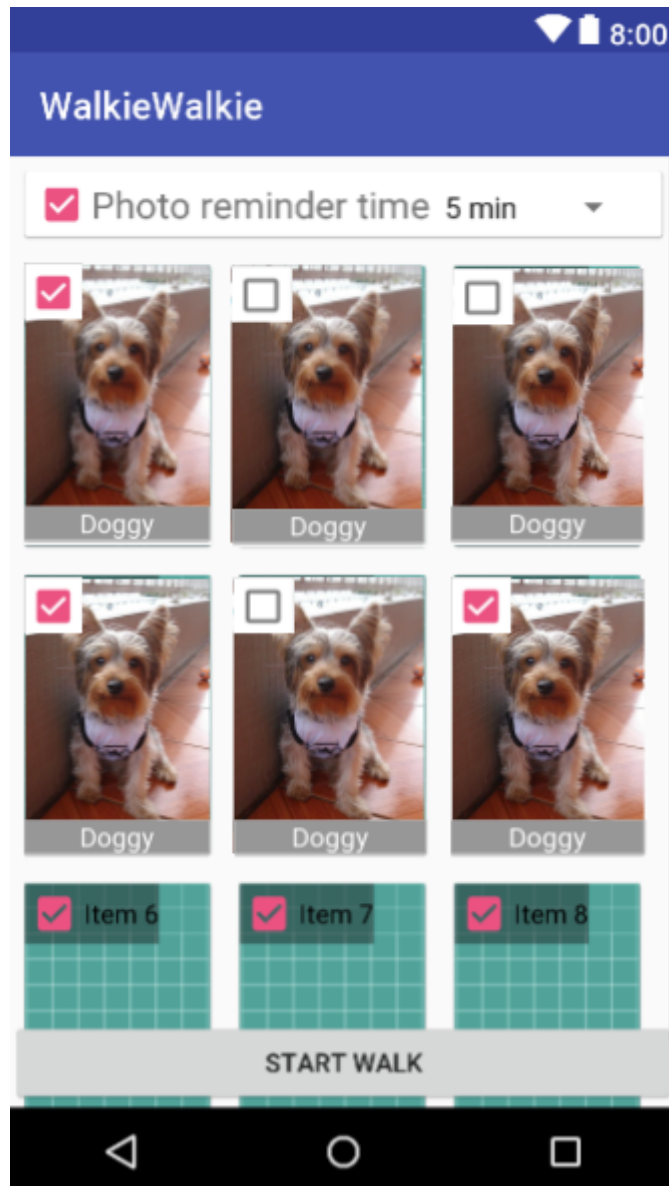 8:00
WalkieWalkie
Photo reminder time 5 min
Doggy Doggy Doggy
Doggy Doggy Doggy
Item 6 Item 7 Item 8
START WALK